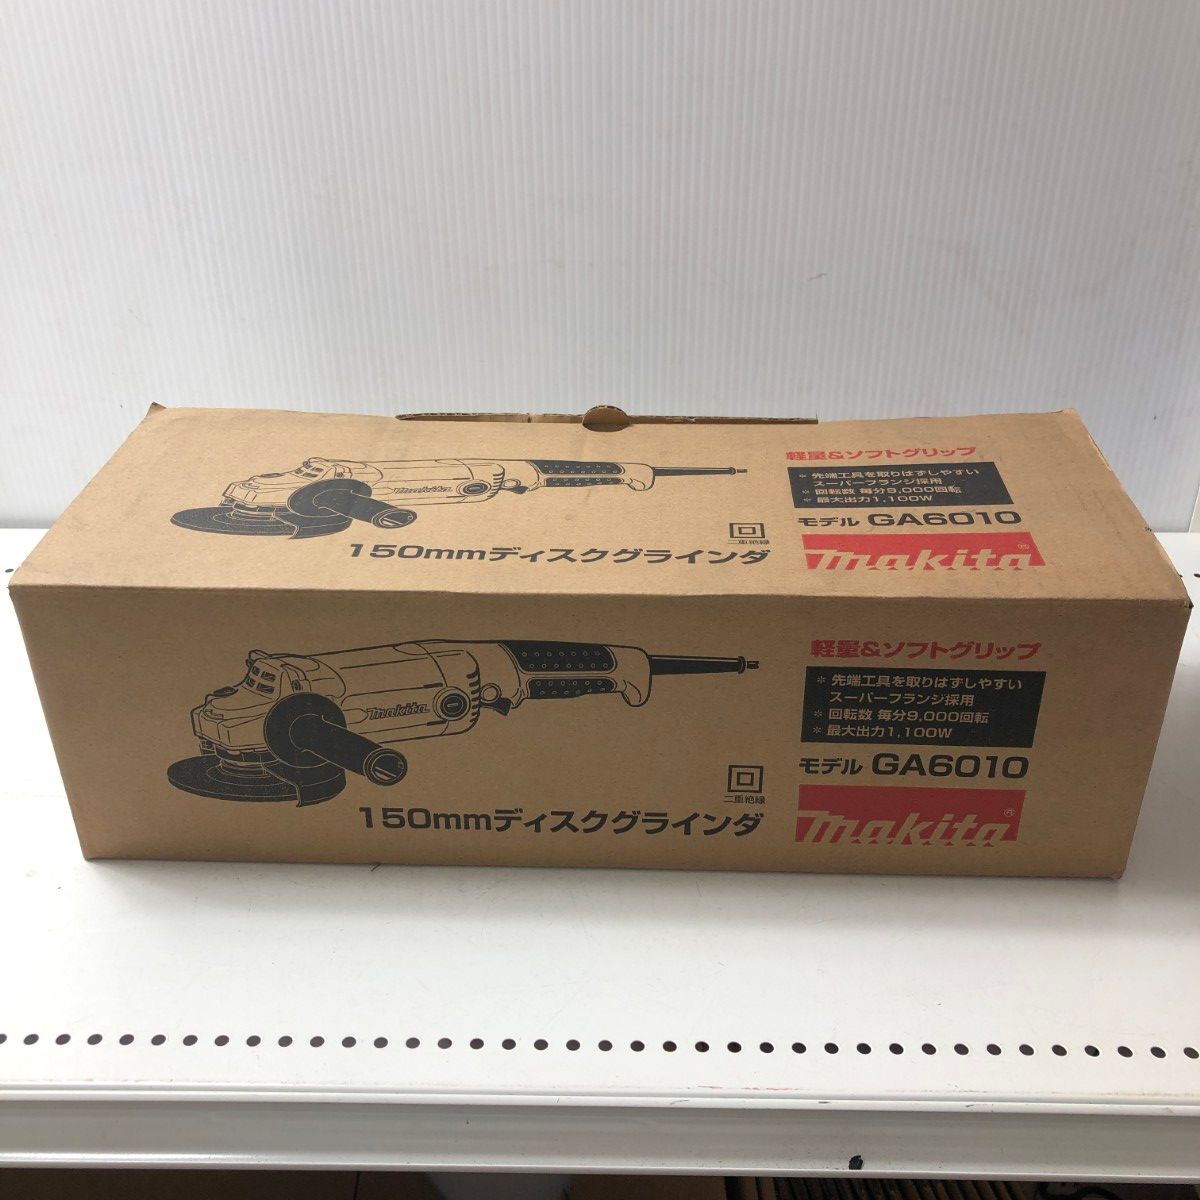 軽量&ソフトグリップ
* 先端工具を取りはずしやすい
スーパーフランジ採用
* 回転数 毎分9,000回転
* 最大出力1,100W
モデル GA6010
makita®
makita
二重絶縁
150mmディスクグラインダ
軽量&ソフトグリップ
* 先端工具を取りはずしやすい
スーパーフランジ採用
* 回転数 毎分9,000回転
* 最大出力1,100W
モデル GA6010
makita®
makita
二重絶縁
150mmディスクグラインダ